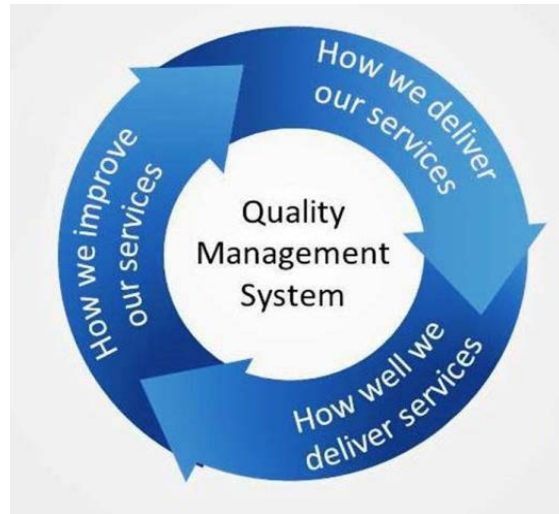 Quality
Management
System
How we deliver
our services
How well we
deliver services
How we improve
our services